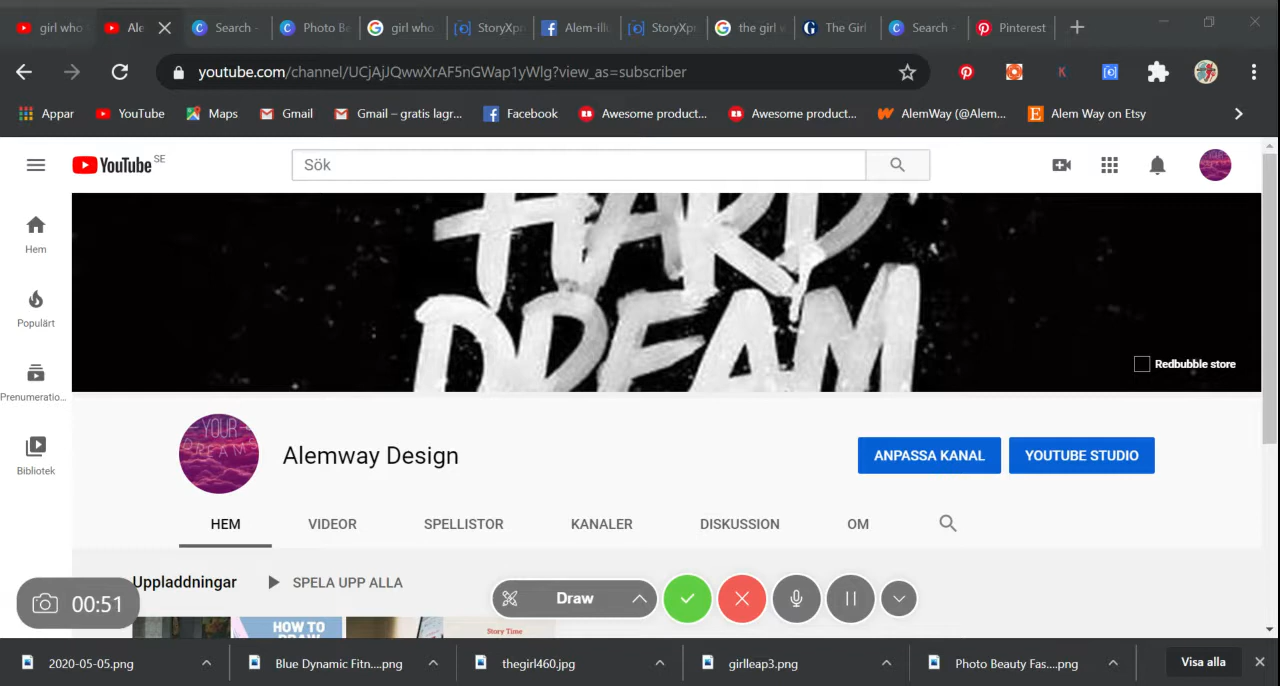 girl who
Ale
Search -
Photo Be
girl who
StoryXpr
Alem-illu
StoryXpr
the girl w
The Girl
Search -
Pinterest
youtube.com/channel/UCjAjJQwwXrAF5nGWap1yWlg?view_as=subscriber
Appar
YouTube
Maps
Gmail
Gmail – gratis lagr...
Facebook
Awesome product...
Awesome product...
AlemWay (@Alem...
Alem Way on Etsy
YouTube SE
Sök
Hem
Populärt
Prenumeratio...
Bibliotek
HARD
DREAM
Redbubble store
YOUR
DREAMS
Alemway Design
ANPASSA KANAL
YOUTUBE STUDIO
HEM
VIDEOR
SPELLISTOR
KANALER
DISKUSSION
OM
Uppladdningar
SPELA UPP ALLA
00:51
Draw
HOW TO
DRAW
Story Time
2020-05-05.png
Blue Dynamic Fitn....png
thegirl460.jpg
girlleap3.png
Photo Beauty Fas....png
Visa alla